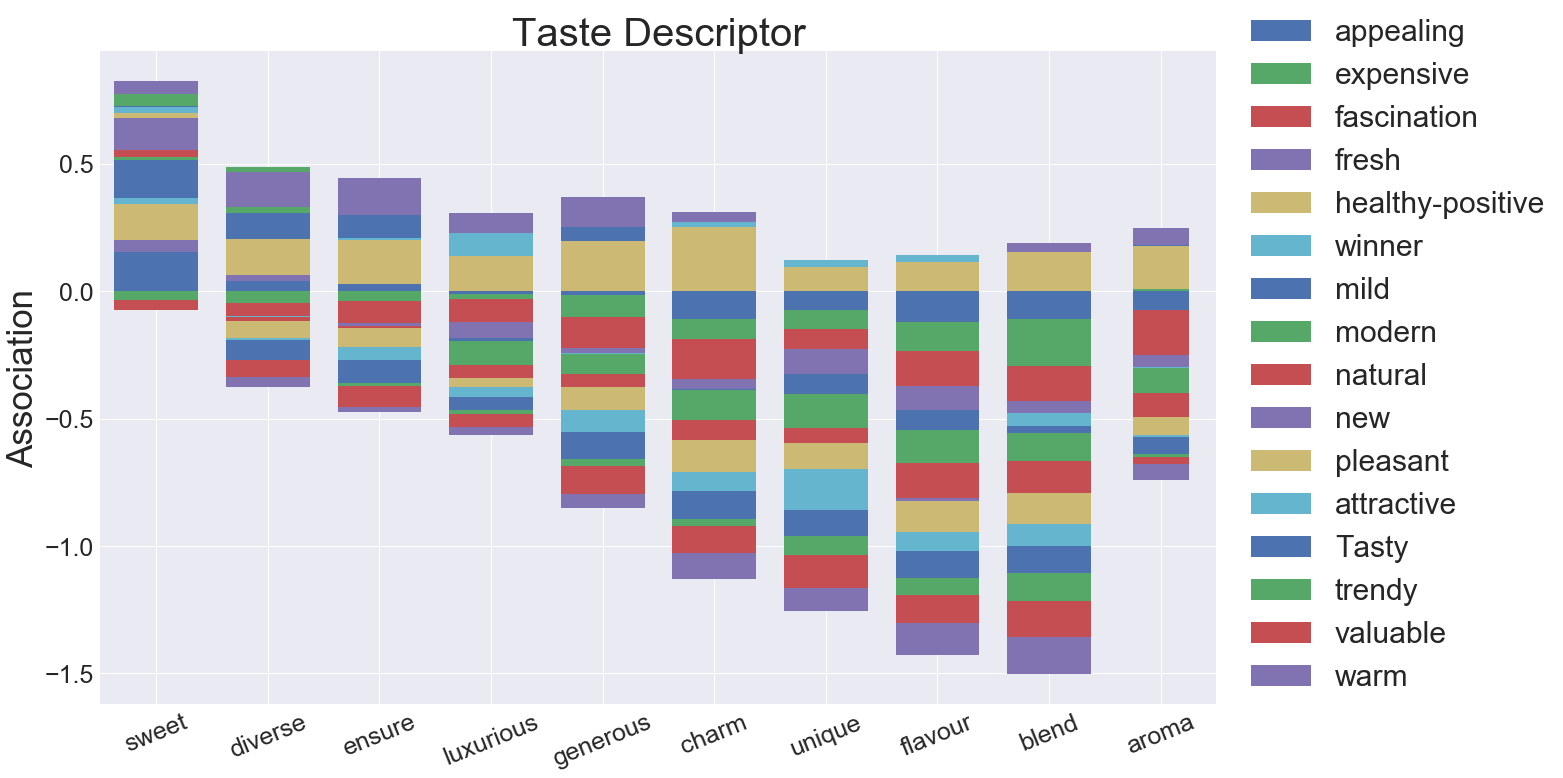 Taste Descriptor
Association
0.5
0.0
−0.5
−1.0
−1.5
sweet
diverse
ensure
luxurious
generous
charm
unique
flavour
blend
aroma
appealing
expensive
fascination
fresh
healthy-positive
winner
mild
modern
natural
new
pleasant
attractive
Tasty
trendy
valuable
warm